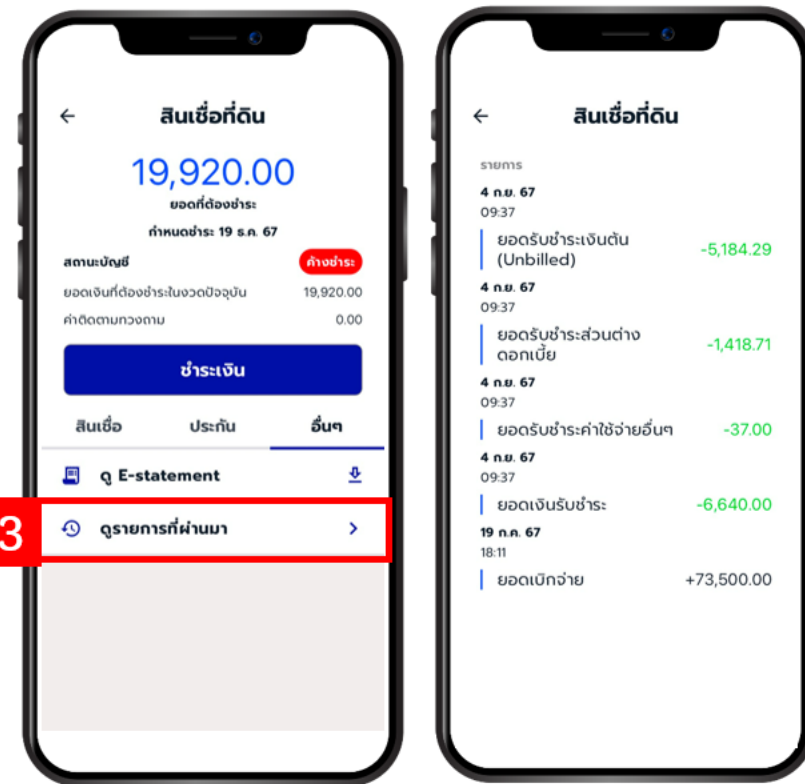 สินเชื่อที่ดิน
19,920.00
ยอดที่ต้องชำระ
กำหนดชำระ 19 ธ.ค. 67
สถานะบัญชี ค้างชำระ
ยอดเงินที่ต้องชำระในงวดปัจจุบัน 19,920.00
ค่าติดตามทวงถาม 0.00
ชำระเงิน
สินเชื่อ ประกัน อื่นๆ
ดู E-statement
3 ดูรายการที่ผ่านมา
สินเชื่อที่ดิน
รายการ
4 ก.ย. 67
09:37
ยอดรับชำระเงินต้น
(Unbilled) -5,184.29
4 ก.ย. 67
09:37
ยอดรับชำระส่วนต่าง
ดอกเบี้ย -1,418.71
4 ก.ย. 67
09:37
ยอดรับชำระค่าใช้จ่ายอื่นๆ -37.00
4 ก.ย. 67
09:37
ยอดเงินรับชำระ -6,640.00
19 ก.ค. 67
18:11
ยอดเบิกจ่าย +73,500.00